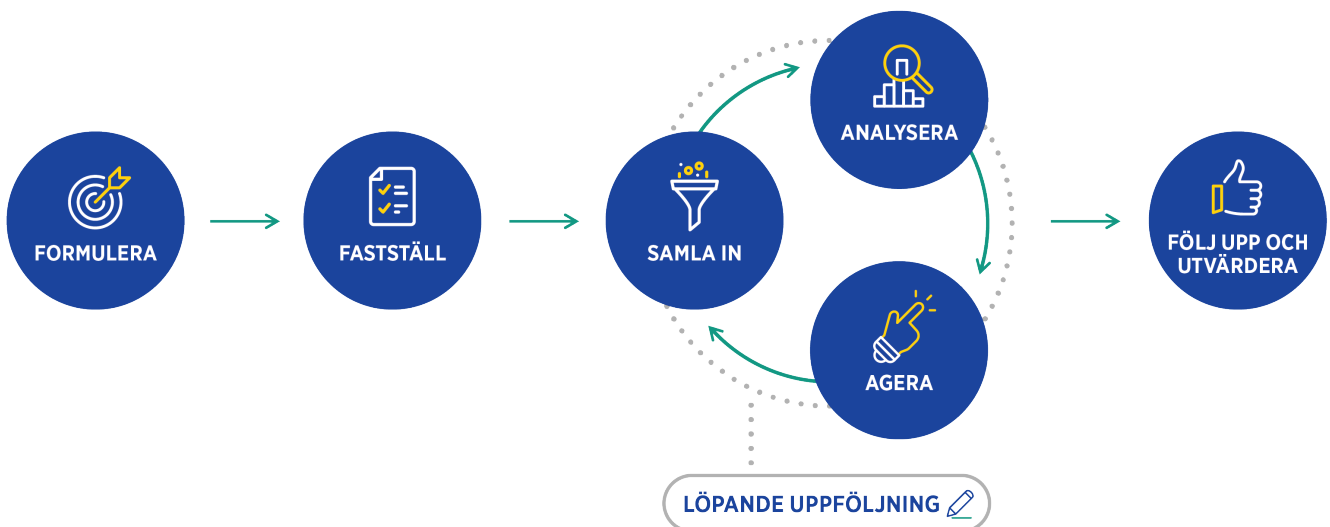 FORMULERA
FASTSTÄLL
SAMLA IN
ANALYSERA
AGERA
FÖLJ UPP OCH
UTVÄRDERA
LÖPANDE UPPFÖLJNING